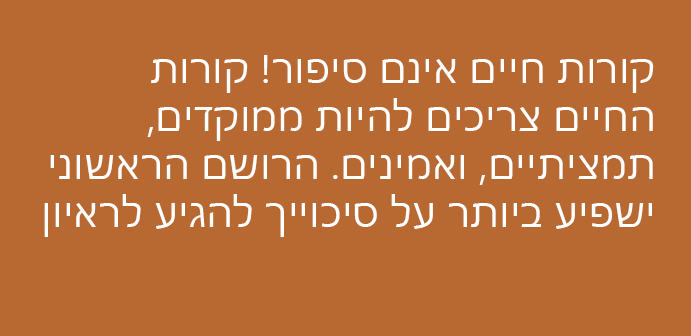 קורות חיים אינם סיפור! קורות
החיים צריכים להיות ממוקדים,
תמציתיים, ואמינים. הרושם הראשוני
ישפיע ביותר על סיכוייך להגיע לראיון